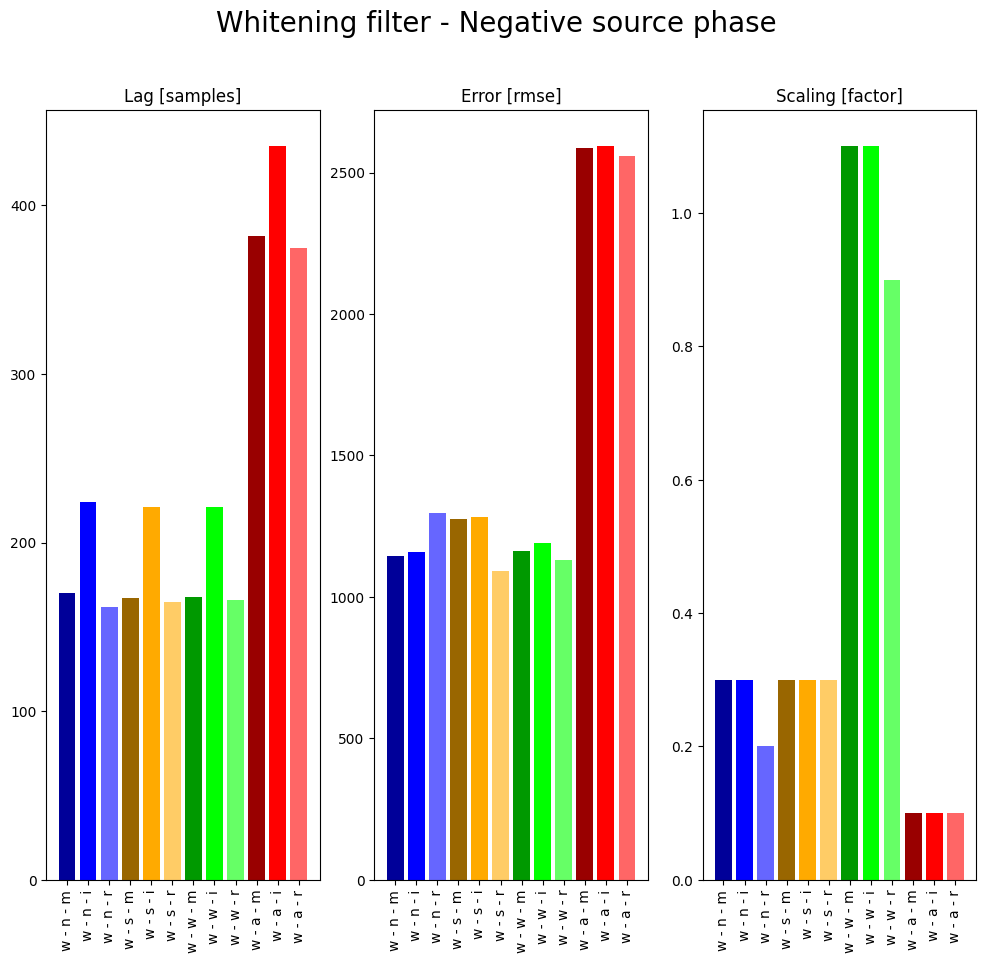 Whitening filter - Negative source phase
Lag [samples]
400
300
200
100
0
w - n - m
w - n - i
w - n - r
w - s - m
w - s - i
w - s - r
w - w - m
w - w - i
w - w - r
w - a - m
w - a - i
w - a - r
Error [rmse]
2500
2000
1500
1000
500
0
w - n - m
w - n - i
w - n - r
w - s - m
w - s - i
w - s - r
w - w - m
w - w - i
w - w - r
w - a - m
w - a - i
w - a - r
Scaling [factor]
1.0
0.8
0.6
0.4
0.2
0.0
w - n - m
w - n - i
w - n - r
w - s - m
w - s - i
w - s - r
w - w - m
w - w - i
w - w - r
w - a - m
w - a - i
w - a - r